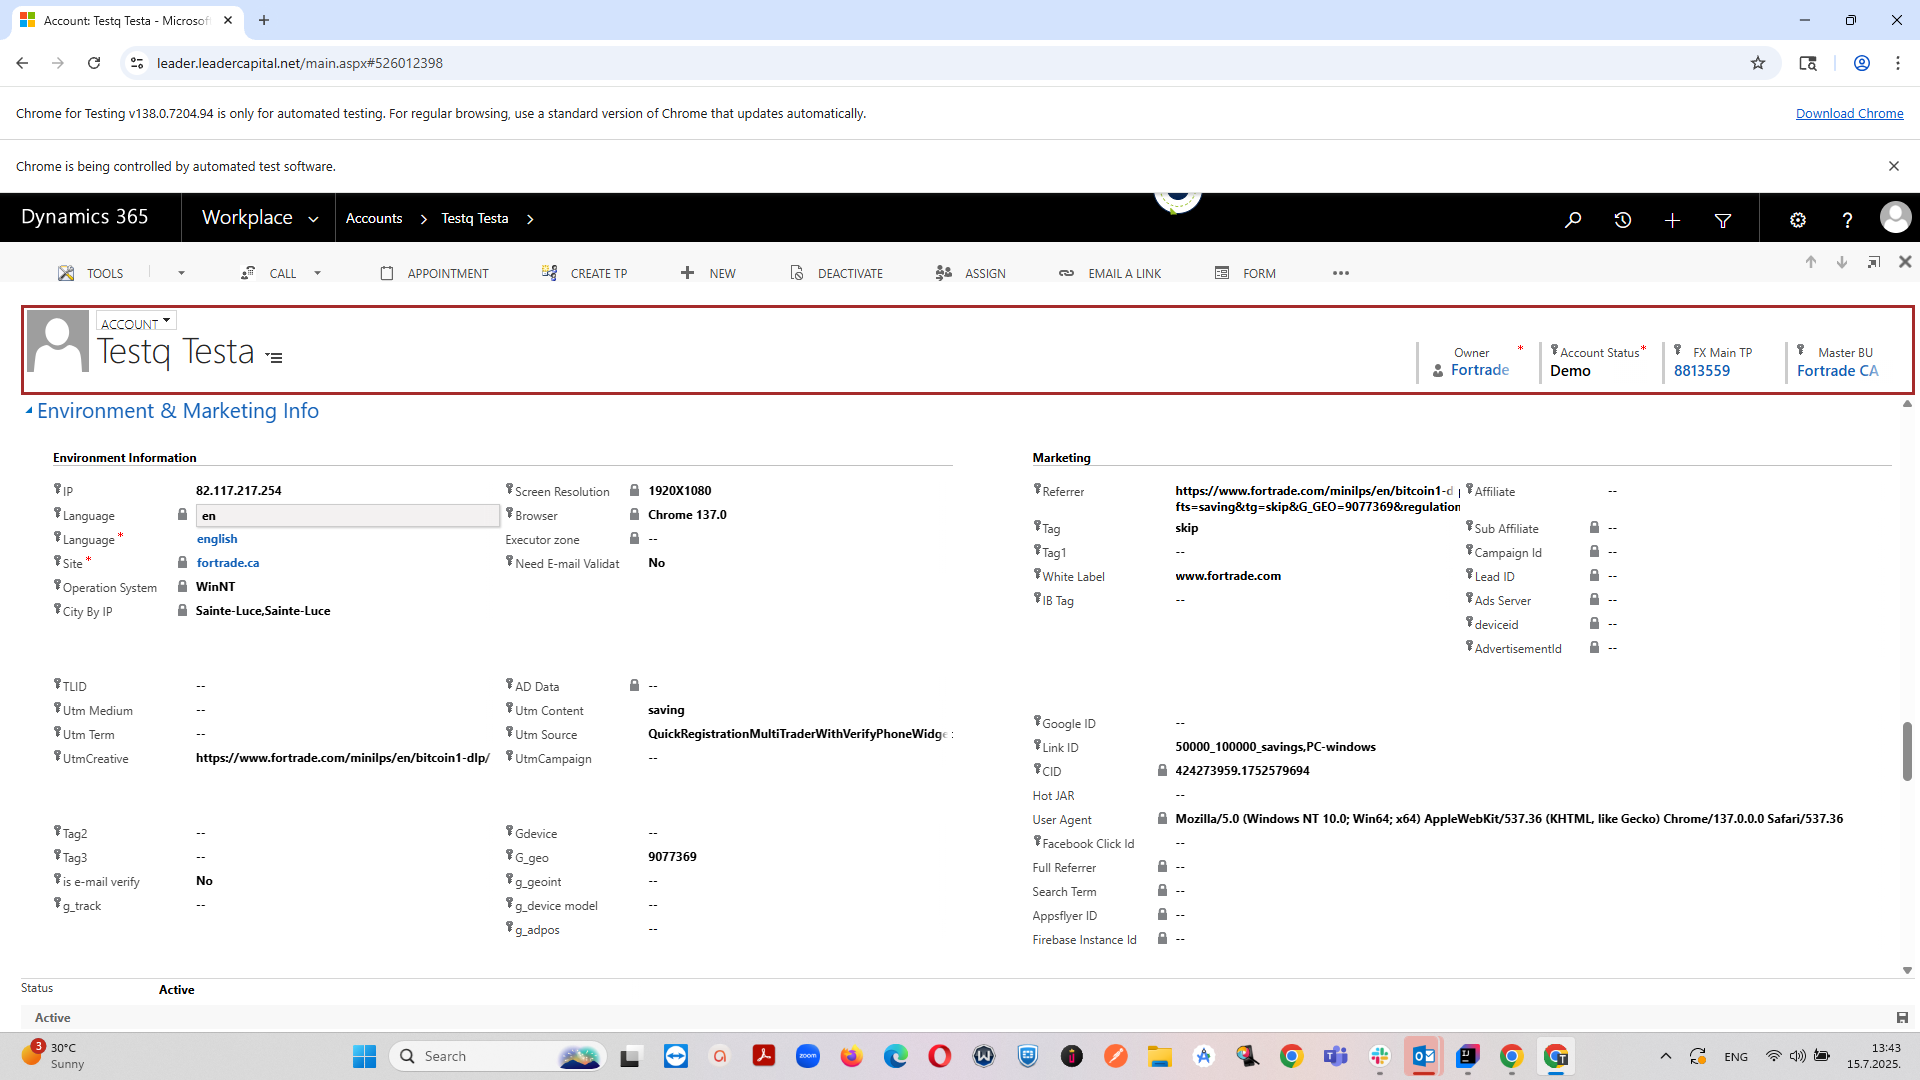 Account: Testq Testa - Microsof
leader.leadercapital.net/main.aspx#526012398
Chrome for Testing v138.0.7204.94 is only for automated testing. For regular browsing, use a standard version of Chrome that updates automatically.
Download Chrome
Chrome is being controlled by automated test software.
Dynamics 365
Workplace
Accounts
Testq Testa
TOOLS
CALL
APPOINTMENT
CREATE TP
NEW
DEACTIVATE
ASSIGN
EMAIL A LINK
FORM
ACCOUNT
Testq Testa
Owner *
Fortrade
Account Status *
Demo
FX Main TP
8813559
Master BU
Fortrade CA
Environment & Marketing Info
Environment Information
IP 82.117.217.254
Language en
Language * english
Site * fortrade.ca
Operation System WinNT
City By IP Sainte-Luce,Sainte-Luce
Screen Resolution 1920X1080
Browser Chrome 137.0
Executor zone --
Need E-mail Validat No
TLID --
Utm Medium --
Utm Term --
UtmCreative https://www.fortrade.com/minilps/en/bitcoin1-dlp/
AD Data --
Utm Content saving
Utm Source QuickRegistrationMultiTraderWithVerifyPhoneWidge
UtmCampaign --
Tag2 --
Tag3 --
is e-mail verify No
g_track --
Gdevice --
G_geo 9077369
g_geoint --
g_device model --
g_adpos --
Marketing
Referrer https://www.fortrade.com/minilps/en/bitcoin1-d
fts=saving&tg=skip&G_GEO=9077369&regulation
Tag skip
Tag1 --
White Label www.fortrade.com
IB Tag --
Affiliate --
Sub Affiliate --
Campaign Id --
Lead ID --
Ads Server --
deviceid --
AdvertisementId --
Google ID --
Link ID 50000_100000_savings,PC-windows
CID 424273959.1752579694
Hot JAR --
User Agent Mozilla/5.0 (Windows NT 10.0; Win64; x64) AppleWebKit/537.36 (KHTML, like Gecko) Chrome/137.0.0.0 Safari/537.36
Facebook Click Id --
Full Referrer --
Search Term --
Appsflyer ID --
Firebase Instance Id --
Status Active
Active
3
30°C
Sunny
Search
zoom
ENG
13:43
15.7.2025.